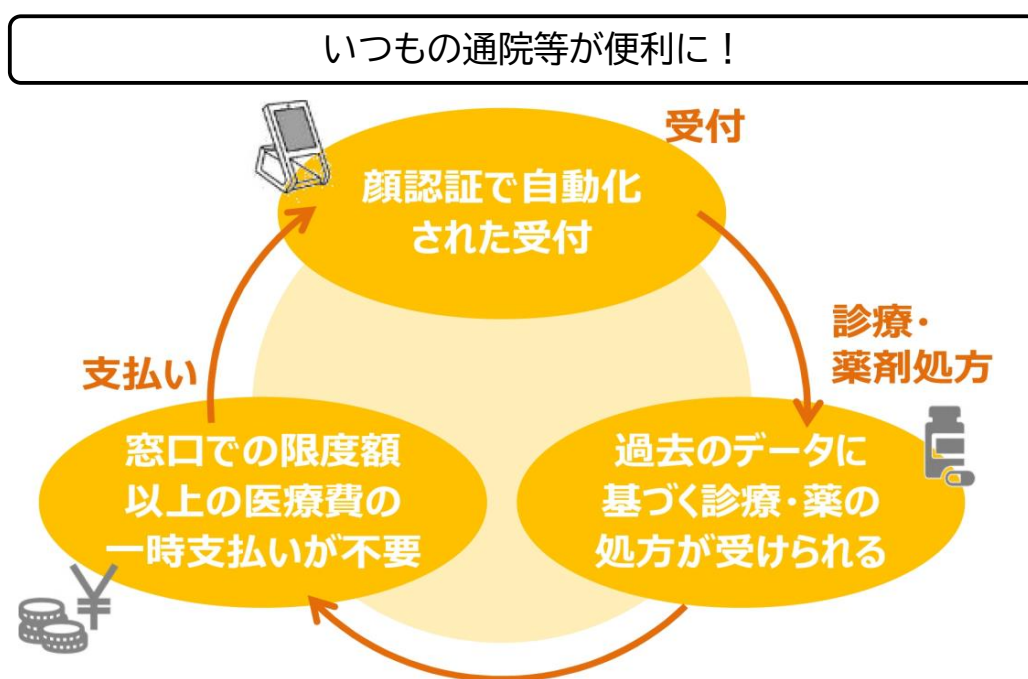 いつもの通院等が便利に！
受付
顔認証で自動化
された受付
診療・
薬剤処方
過去のデータに
基づく診療・薬の
処方が受けられる
支払い
窓口での限度額
以上の医療費の
一時支払いが不要
¥